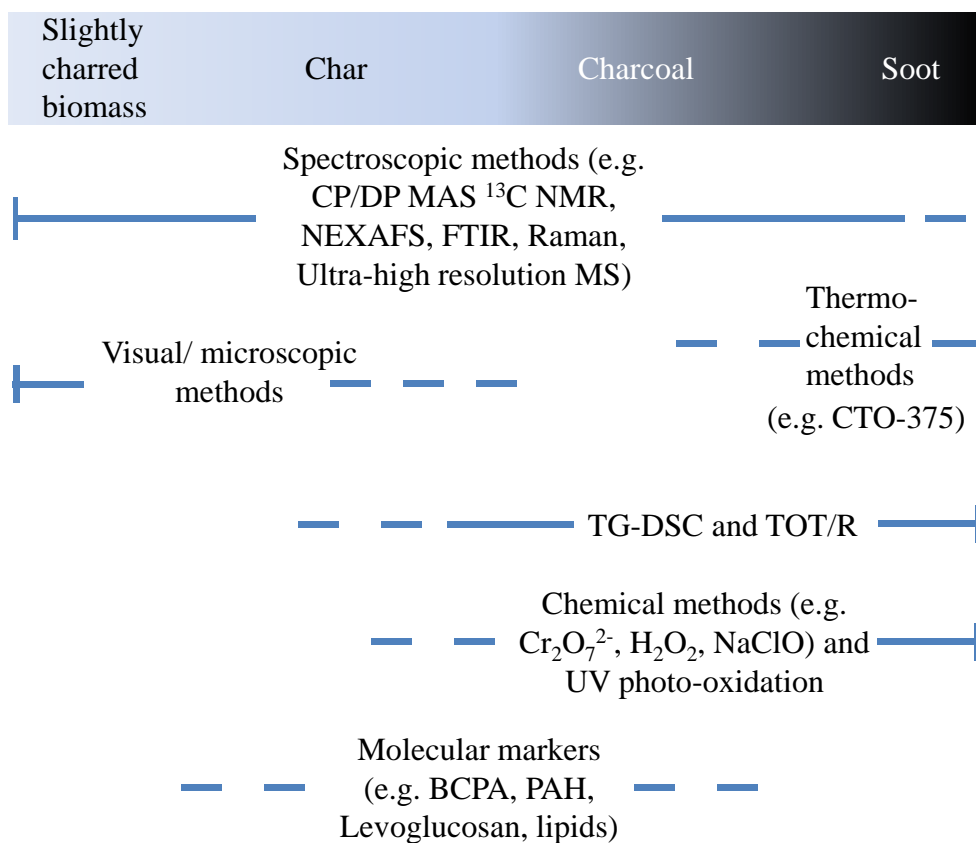 Slightly
charred
biomass
Char
Charcoal
Soot
Spectroscopic methods (e.g.
CP/DP MAS ¹³C NMR,
NEXAFS, FTIR, Raman,
Ultra-high resolution MS)
Thermo-
chemical
methods
(e.g. CTO-375)
Visual/ microscopic
methods
TG-DSC and TOT/R
Chemical methods (e.g.
Cr₂O₇²⁻, H₂O₂, NaClO) and
UV photo-oxidation
Molecular markers
(e.g. BCPA, PAH,
Levoglucosan, lipids)